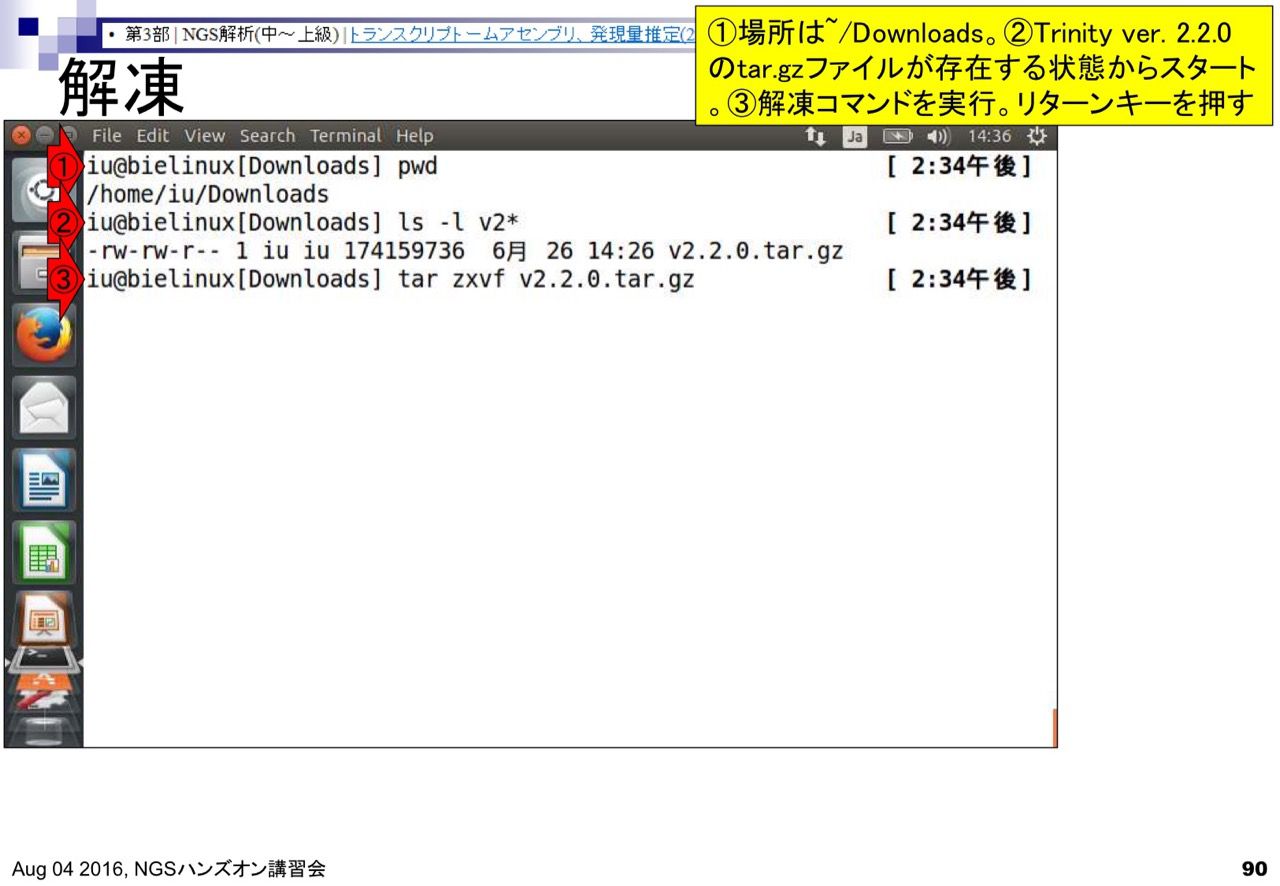 • 第3部 | NGS解析(中～上級) | トランスクリプトームアセンブリ、発現量推定(2
①場所は~/Downloads。②Trinity ver. 2.2.0
のtar.gzファイルが存在する状態からスタート
。③解凍コマンドを実行。リターンキーを押す
解凍
File Edit View Search Terminal Help Ja 14:36
① iu@bielinux[Downloads] pwd [ 2:34午後]
/home/iu/Downloads
② iu@bielinux[Downloads] ls -l v2* [ 2:34午後]
-rw-rw-r-- 1 iu iu 174159736 6月 26 14:26 v2.2.0.tar.gz
③ iu@bielinux[Downloads] tar zxvf v2.2.0.tar.gz [ 2:34午後]
Aug 04 2016, NGSハンズオン講習会
90